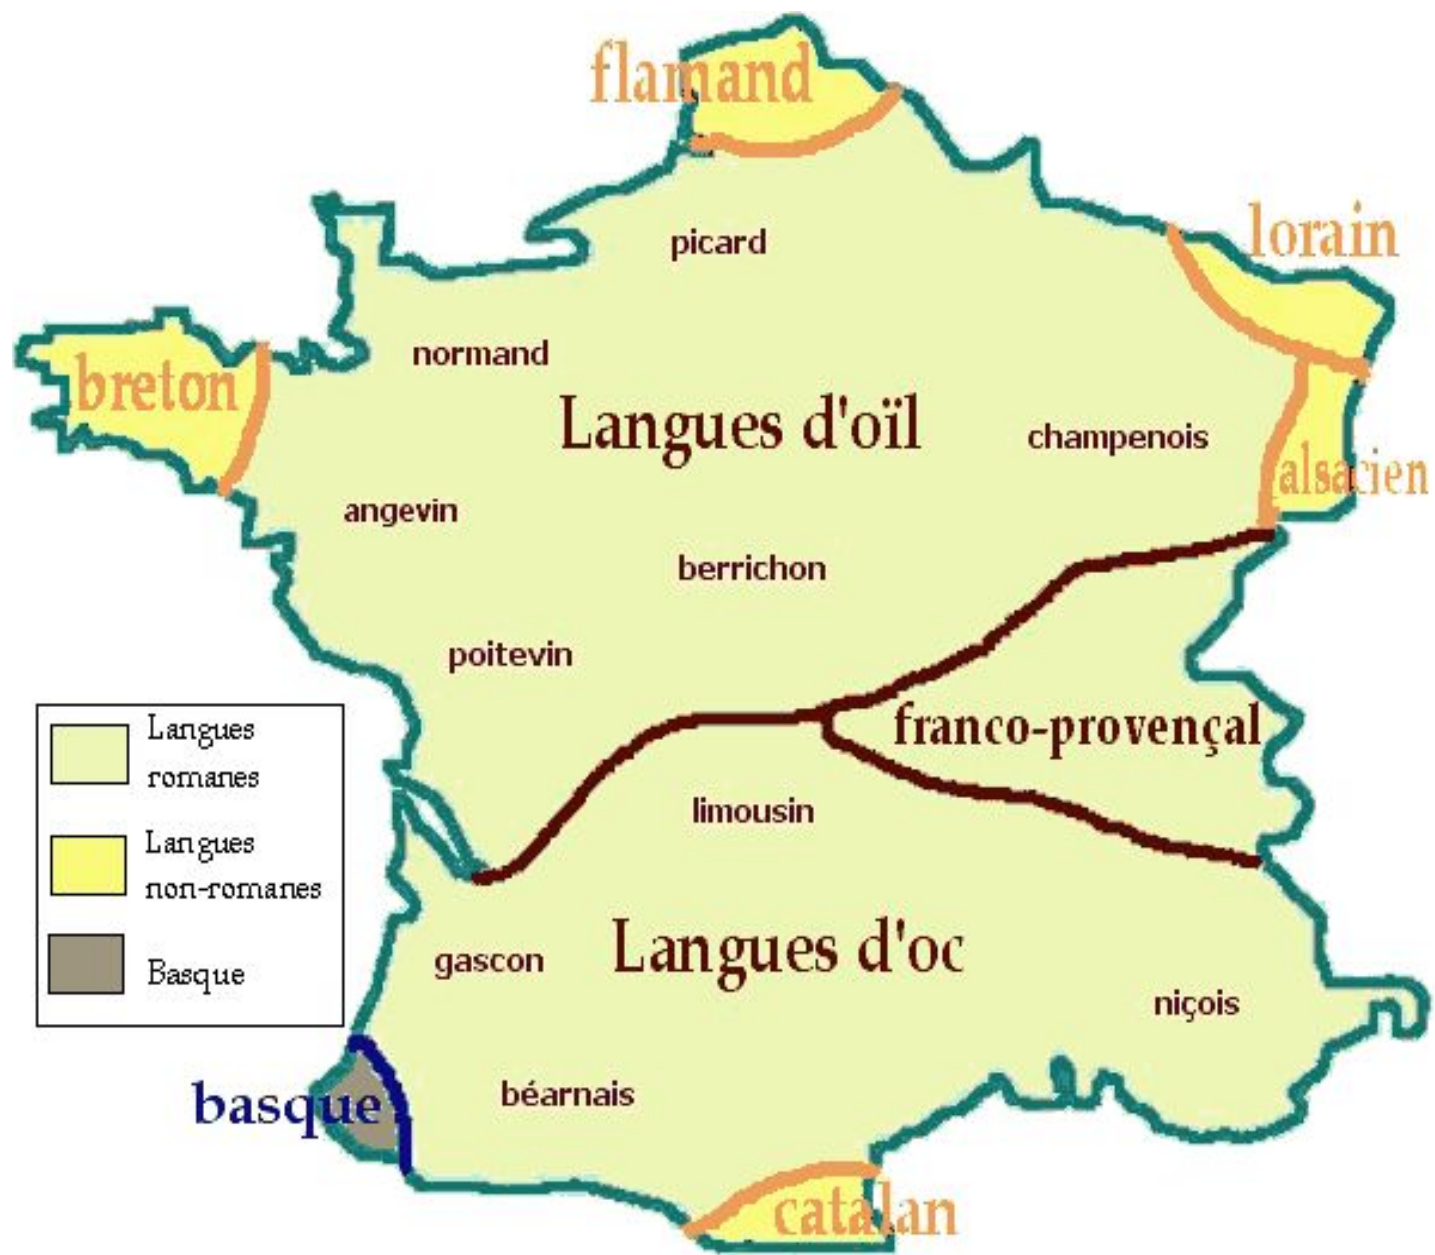 flamand
lorain
picard
normand
breton
Langues d'oïl
champenois
alsacien
angevin
berrichon
poitevin
franco-provençal
limousin
Langues d'oc
gascon
niçois
béarnais
basque
catalan
Langues
romanes
Langues
non-romanes
Basque